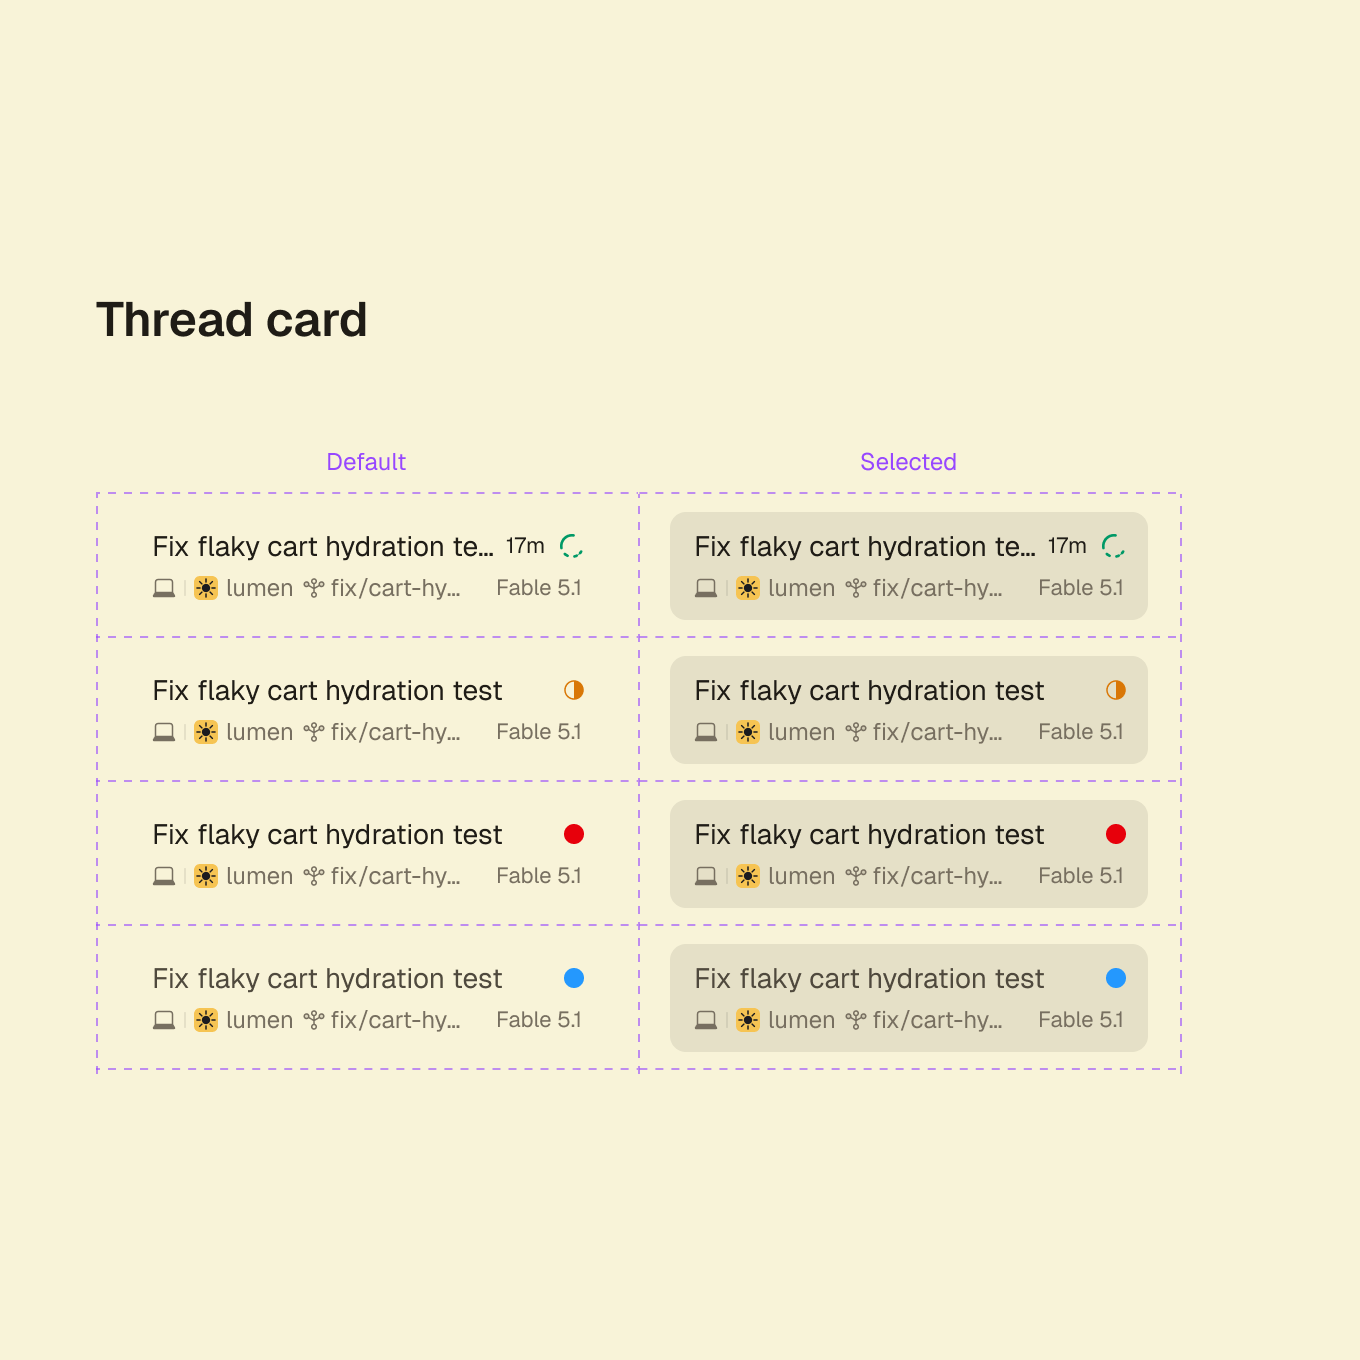 Thread card
Default Selected
Fix flaky cart hydration te... 17m
lumen fix/cart-hy... Fable 5.1
Fix flaky cart hydration te... 17m
lumen fix/cart-hy... Fable 5.1
Fix flaky cart hydration test
lumen fix/cart-hy... Fable 5.1
Fix flaky cart hydration test
lumen fix/cart-hy... Fable 5.1
Fix flaky cart hydration test
lumen fix/cart-hy... Fable 5.1
Fix flaky cart hydration test
lumen fix/cart-hy... Fable 5.1
Fix flaky cart hydration test
lumen fix/cart-hy... Fable 5.1
Fix flaky cart hydration test
lumen fix/cart-hy... Fable 5.1